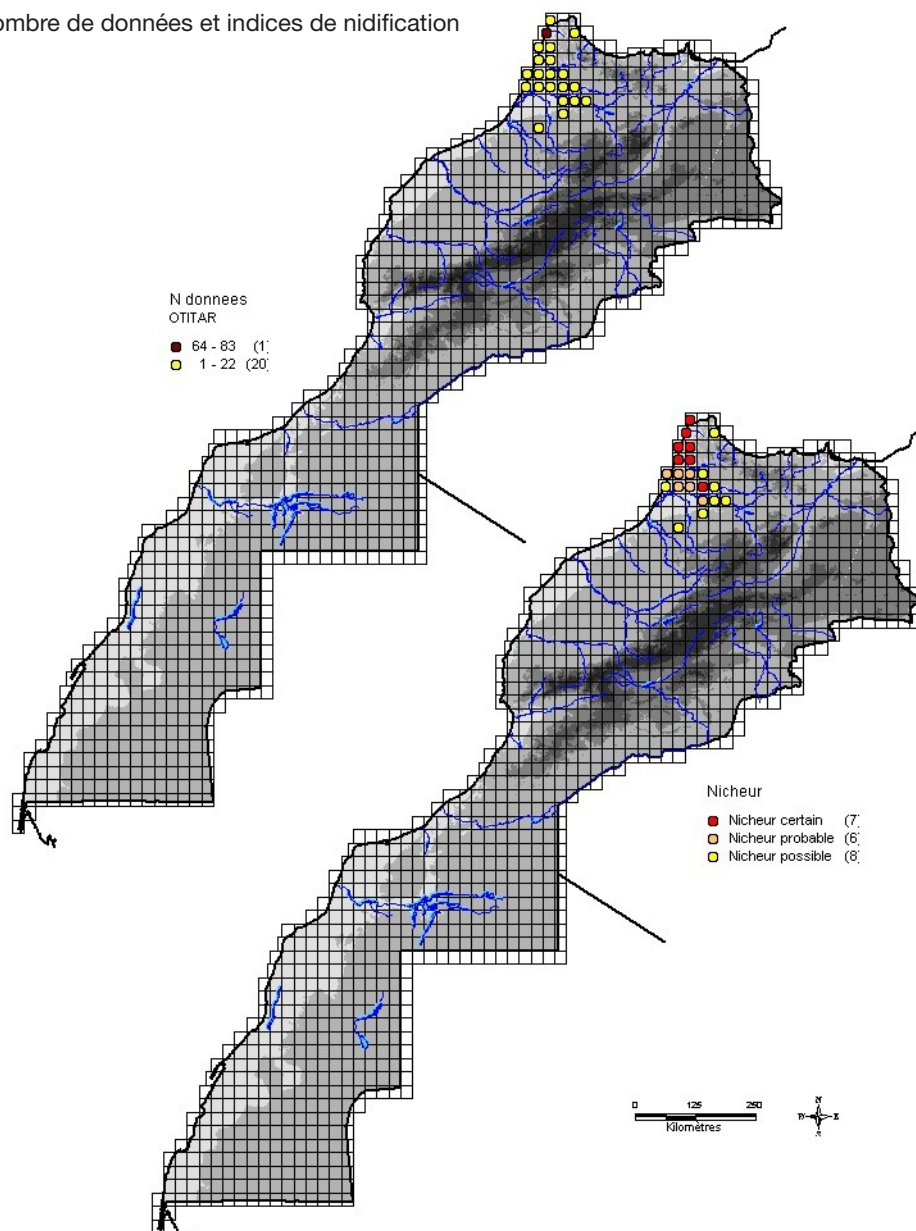 ombre de données et indices de nidification
N donnees
OTITAR
64 - 83 (1)
1 - 22 (20)
Nicheur
Nicheur certain (7)
Nicheur probable (6)
Nicheur possible (8)
0 125 250
Kilomètres
N
W E
S